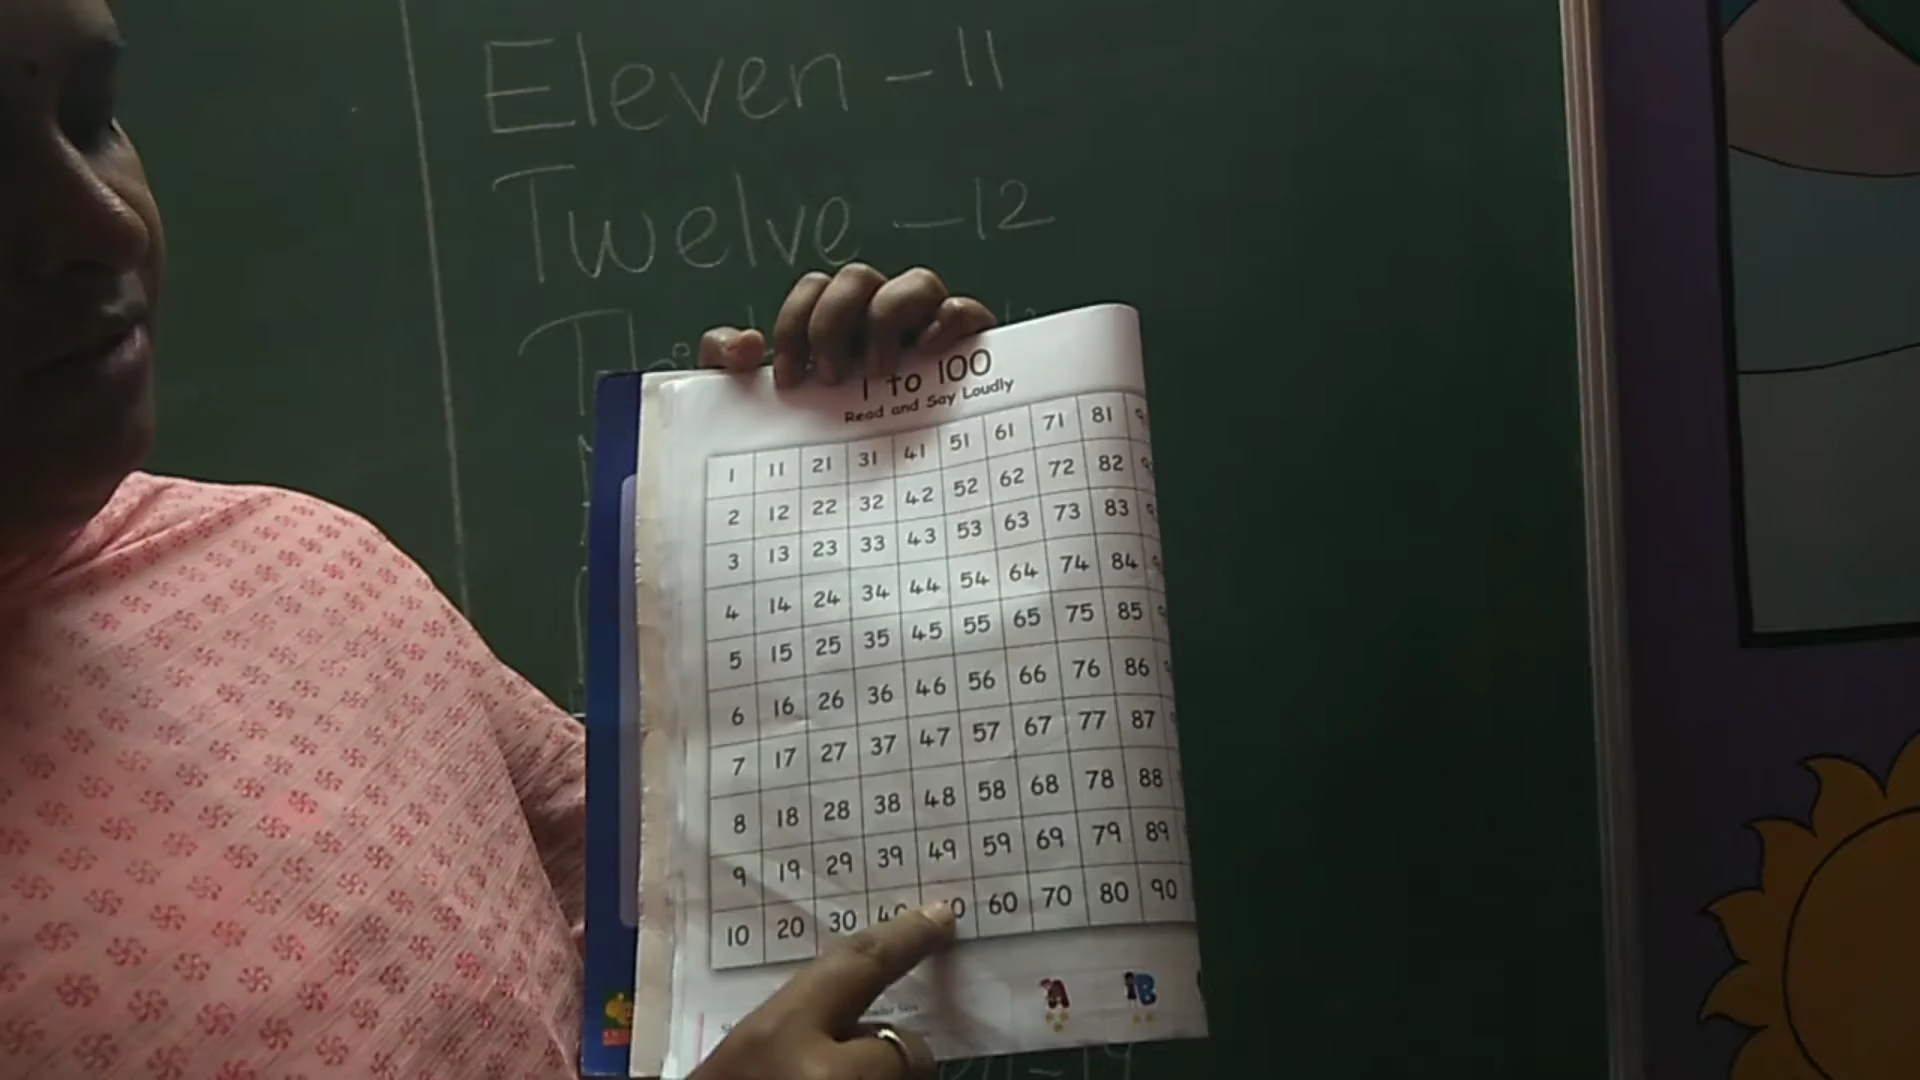 Eleven - 11
Twelve - 12
1 to 100
Read and Say Loudly
1 11 21 31 41 51 61 71 81
2 12 22 32 42 52 62 72 82
3 13 23 33 43 53 63 73 83
4 14 24 34 44 54 64 74 84
5 15 25 35 45 55 65 75 85
6 16 26 36 46 56 66 76 86
7 17 27 37 47 57 67 77 87
8 18 28 38 48 58 68 78 88
9 19 29 39 49 59 69 79 89
10 20 30 40 60 70 80 90
A B